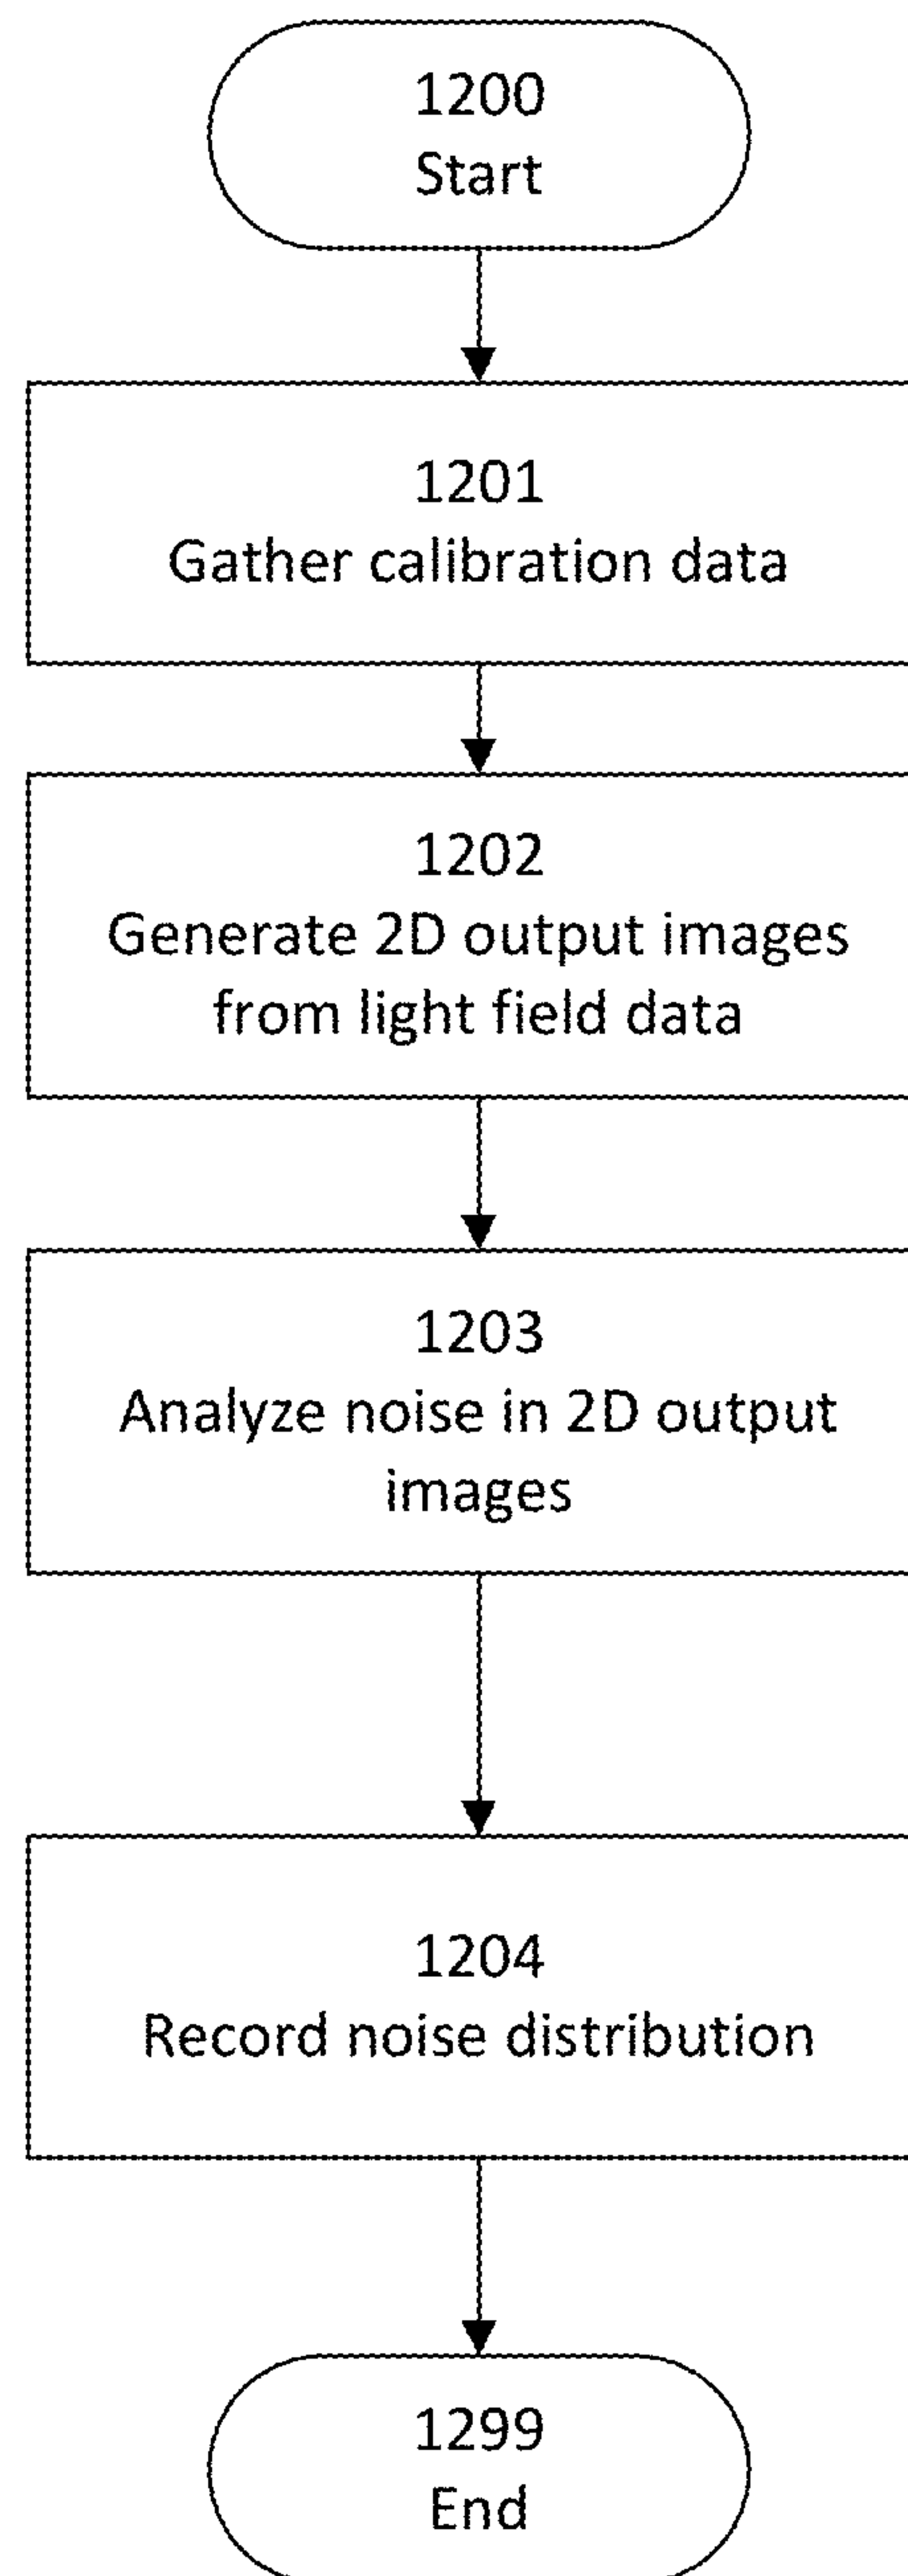 1200
Start
1201
Gather calibration data
1202
Generate 2D output images
from light field data
1203
Analyze noise in 2D output
images
1204
Record noise distribution
1299
End